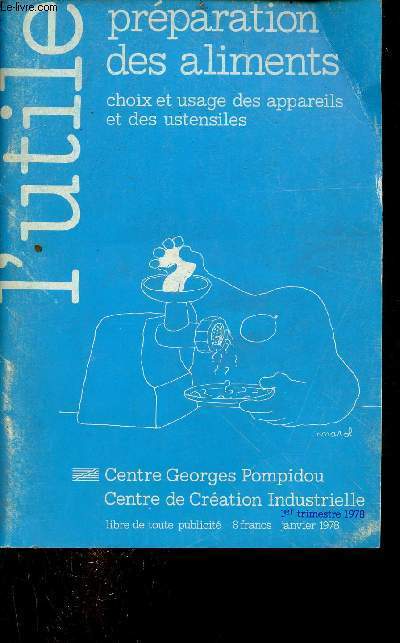 Le-livre.com
l'utile
préparation
des aliments
choix et usage des appareils
et des ustensiles
Centre Georges Pompidou
Centre de Création Industrielle
1er trimestre 1978
libre de toute publicité 8 francs janvier 1978